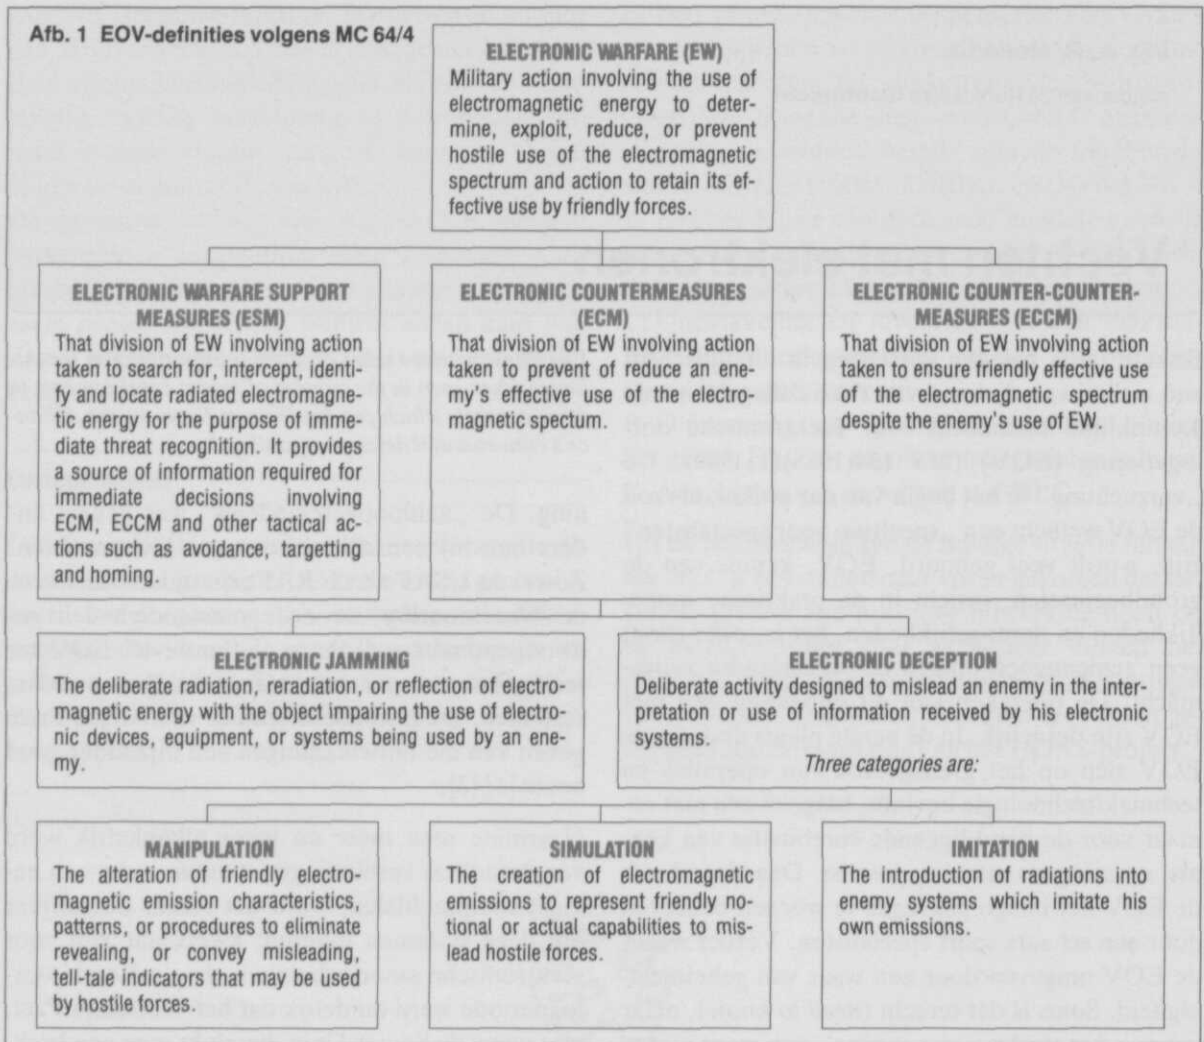 Afb. 1 EOV-definities volgens MC 64/4
ELECTRONIC WARFARE (EW)
Military action involving the use of
electromagnetic energy to deter-
mine, exploit, reduce, or prevent
hostile use of the electromagnetic
spectrum and action to retain its ef-
fective use by friendly forces.
ELECTRONIC WARFARE SUPPORT
MEASURES (ESM)
That division of EW involving action
taken to search for, intercept, identi-
fy and locate radiated electromagne-
tic energy for the purpose of imme-
diate threat recognition. It provides
a source of information required for
immediate decisions involving
ECM, ECCM and other tactical ac-
tions such as avoidance, targetting
and homing.
ELECTRONIC COUNTERMEASURES
(ECM)
That division of EW involving action
taken to prevent of reduce an ene-
my's effective use of the electro-
magnetic spectum.
ELECTRONIC COUNTER-COUNTER-
MEASURES (ECCM)
That division of EW involving action
taken to ensure friendly effective use
of the electromagnetic spectrum
despite the enemy's use of EW.
ELECTRONIC JAMMING
The deliberate radiation, reradiation, or reflection of electro-
magnetic energy with the object impairing the use of electro-
nic devices, equipment, or systems being used by an ene-
my.
ELECTRONIC DECEPTION
Deliberate activity designed to mislead an enemy in the inter-
pretation or use of information received by his electronic
systems.
Three categories are:
MANIPULATION
The alteration of friendly electro-
magnetic emission characteristics,
patterns, or procedures to eliminate
revealing, or convey misleading,
tell-tale indicators that may be used
by hostile forces.
SIMULATION
The creation of electromagnetic
emissions to represent friendly no-
tional or actual capabilities to mis-
lead hostile forces.
IMITATION
The introduction of radiations into
enemy systems which imitate his
own emissions.